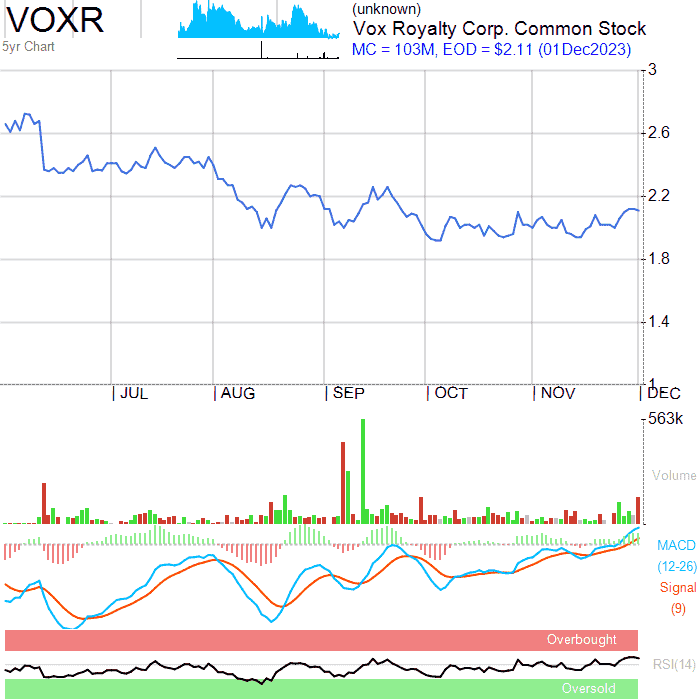 VOXR
5yr Chart
(unknown)
Vox Royalty Corp. Common Stock
MC = 103M, EOD = $2.11 (01Dec2023)
3
2.6
2.2
1.8
1.4
1
| JUL | AUG | SEP | OCT | NOV | DEC
563k
Volume
MACD
(12-26)
Signal
(9)
Overbought
RSI(14)
Oversold